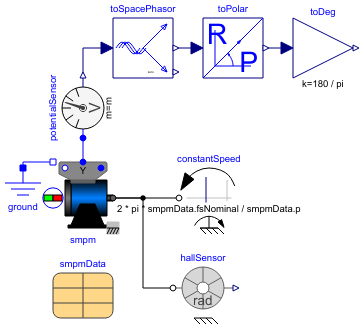 toSpacePhasor
toPolar
toDeg
R
P
k=180 / pi
potentialSensor
V
m=m
Y
constantSpeed
2 * pi * smpmData.fsNominal / smpmData.p
ground
smpm
smpmData
hallSensor
rad